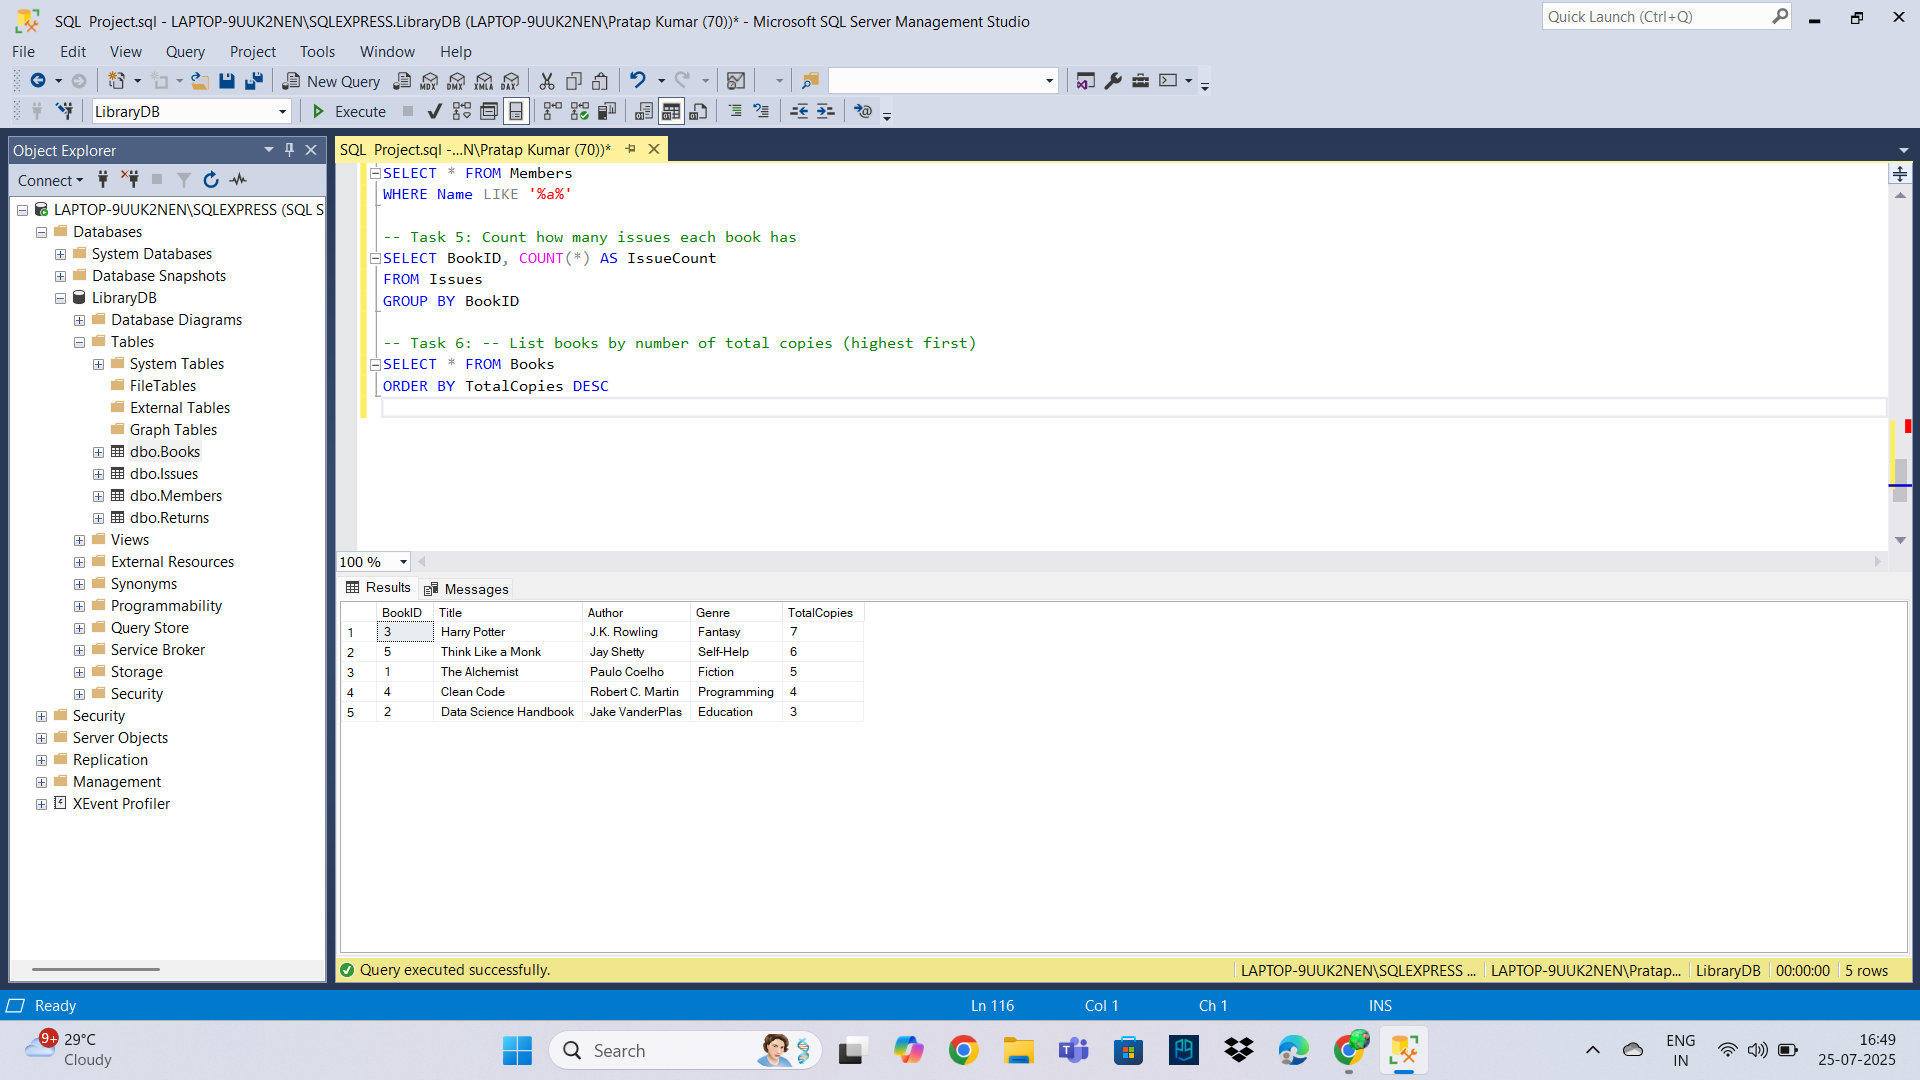 SQL Project.sql - LAPTOP-9UUK2NEN\SQLEXPRESS.LibraryDB (LAPTOP-9UUK2NEN\Pratap Kumar (70))* - Microsoft SQL Server Management Studio
Quick Launch (Ctrl+Q)
File Edit View Query Project Tools Window Help
New Query MDX DMX XMLA DAX
LibraryDB Execute
Object Explorer
Connect
LAPTOP-9UUK2NEN\SQLEXPRESS (SQL S
Databases
System Databases
Database Snapshots
LibraryDB
Database Diagrams
Tables
System Tables
FileTables
External Tables
Graph Tables
dbo.Books
dbo.Issues
dbo.Members
dbo.Returns
Views
External Resources
Synonyms
Programmability
Query Store
Service Broker
Storage
Security
Security
Server Objects
Replication
Management
XEvent Profiler
SQL Project.sql -...N\Pratap Kumar (70))*
SELECT * FROM Members
WHERE Name LIKE '%a%'
-- Task 5: Count how many issues each book has
SELECT BookID, COUNT(*) AS IssueCount
FROM Issues
GROUP BY BookID
-- Task 6: -- List books by number of total copies (highest first)
SELECT * FROM Books
ORDER BY TotalCopies DESC
100 %
Results Messages
BookID Title Author Genre TotalCopies
1 3 Harry Potter J.K. Rowling Fantasy 7
2 5 Think Like a Monk Jay Shetty Self-Help 6
3 1 The Alchemist Paulo Coelho Fiction 5
4 4 Clean Code Robert C. Martin Programming 4
5 2 Data Science Handbook Jake VanderPlas Education 3
Query executed successfully. LAPTOP-9UUK2NEN\SQLEXPRESS ... LAPTOP-9UUK2NEN\Pratap... LibraryDB 00:00:00 5 rows
Ready Ln 116 Col 1 Ch 1 INS
9+ 29°C
Cloudy
Search
ENG
IN
16:49
25-07-2025